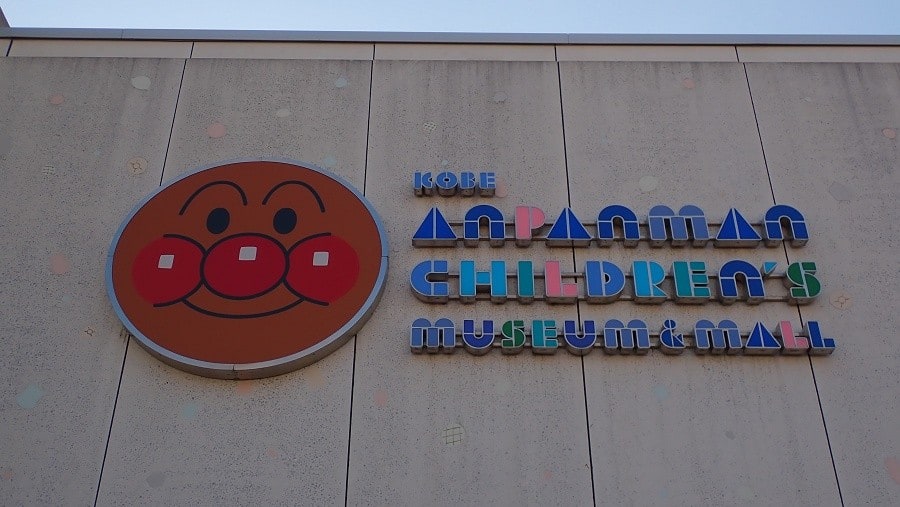 KOBE
ANPANMAN
CHILDREN'S
MUSEUM & MALL